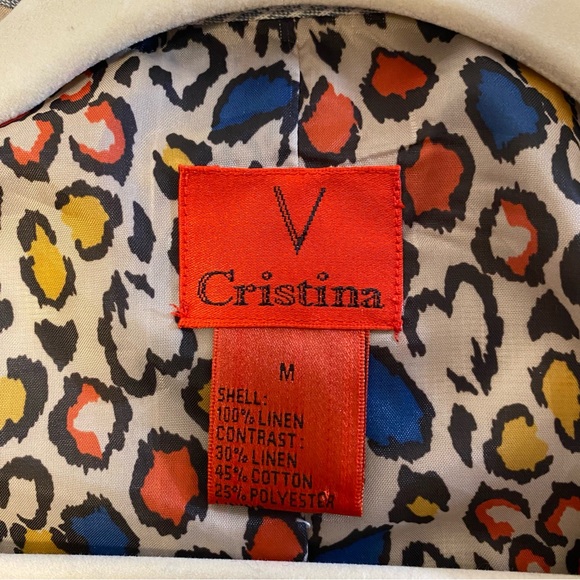 V
Cristina
M
SHELL:
100% LINEN
CONTRAST:
30% LINEN
45% COTTON
25% POLYESTER